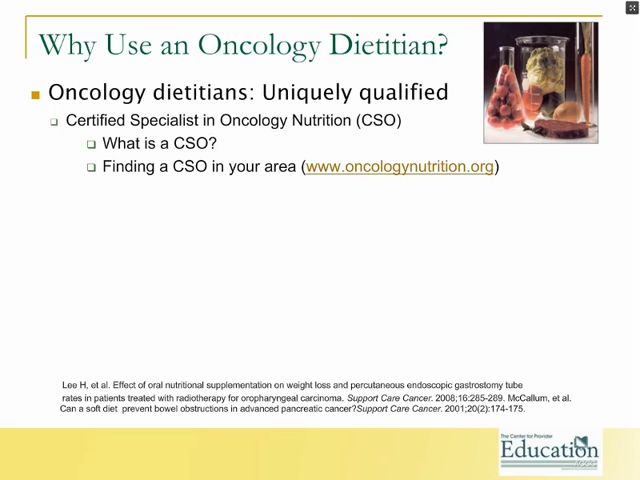 Why Use an Oncology Dietitian?
Oncology dietitians: Uniquely qualified
Certified Specialist in Oncology Nutrition (CSO)
What is a CSO?
Finding a CSO in your area (www.oncologynutrition.org)
Lee H, et al. Effect of oral nutritional supplementation on weight loss and percutaneous endoscopic gastrostomy tube
rates in patients treated with radiotherapy for oropharyngeal carcinoma. Support Care Cancer. 2008;16:285-289. McCallum, et al.
Can a soft diet prevent bowel obstructions in advanced pancreatic cancer?Support Care Cancer. 2001;20(2):174-175.
The Center for Provider
Education